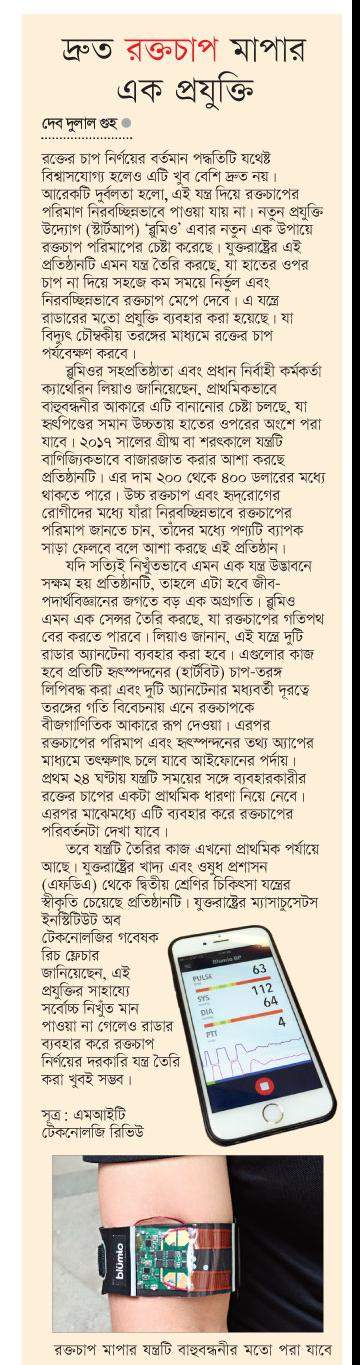 দ্রুত রক্তচাপ মাপার
এক প্রযুক্তি
দেব দুলাল গুহ
রক্তের চাপ নির্ণয়ের বর্তমান পদ্ধতিটি যথেষ্ট
বিশ্বাসযোগ্য হলেও এটি খুব বেশি দ্রুত নয়।
আরেকটি দুর্বলতা হলো, এই যন্ত্র দিয়ে রক্তচাপের
পরিমাণ নিরবচ্ছিন্নভাবে পাওয়া যায় না। নতুন প্রযুক্তি
উদ্যোগ (স্টার্টআপ) ‘ব্লুমিও’ এবার নতুন এক উপায়ে
রক্তচাপ পরিমাপের চেষ্টা করেছে। যুক্তরাষ্ট্রের এই
প্রতিষ্ঠানটি এমন যন্ত্র তৈরি করছে, যা হাতের ওপর
চাপ না দিয়ে সহজে কম সময়ে নির্ভুল এবং
নিরবচ্ছিন্নভাবে রক্তচাপ মেপে দেবে। এ যন্ত্রে
রাডারের মতো প্রযুক্তি ব্যবহার করা হয়েছে। যা
বিদ্যুৎ চৌম্বকীয় তরঙ্গের মাধ্যমে রক্তের চাপ
পর্যবেক্ষণ করবে।
ব্লুমিওর সহপ্রতিষ্ঠাতা এবং প্রধান নির্বাহী কর্মকর্তা
ক্যাথেরিন লিয়াও জানিয়েছেন, প্রাথমিকভাবে
বাহুবন্ধনীর আকারে এটি বানানোর চেষ্টা চলছে, যা
হৃৎপিণ্ডের সমান উচ্চতায় হাতের ওপরের অংশে পরা
যাবে। ২০১৭ সালের গ্রীষ্ম বা শরৎকালে যন্ত্রটি
বাণিজ্যিকভাবে বাজারজাত করার আশা করছে
প্রতিষ্ঠানটি। এর দাম ২০০ থেকে ৪০০ ডলারের মধ্যে
থাকতে পারে। উচ্চ রক্তচাপ এবং হৃদ্‌রোগের
রোগীদের মধ্যে যাঁরা নিরবচ্ছিন্নভাবে রক্তচাপের
পরিমাপ জানতে চান, তাঁদের মধ্যে পণ্যটি ব্যাপক
সাড়া ফেলবে বলে আশা করছে এই প্রতিষ্ঠান।
যদি সত্যিই নিখুঁতভাবে এমন এক যন্ত্র উদ্ভাবনে
সক্ষম হয় প্রতিষ্ঠানটি, তাহলে এটা হবে জীব-
পদার্থবিজ্ঞানের জগতে বড় এক অগ্রগতি। ব্লুমিও
এমন এক সেন্সর তৈরি করছে, যা রক্তচাপের গতিপথ
বের করতে পারবে। লিয়াও জানান, এই যন্ত্রে দুটি
রাডার অ্যানটেনা ব্যবহার করা হবে। এগুলোর কাজ
হবে প্রতিটি হৃৎস্পন্দনের (হার্টবিট) চাপ-তরঙ্গ
লিপিবদ্ধ করা এবং দুটি অ্যানটেনার মধ্যবর্তী দূরত্বে
তরঙ্গের গতি বিবেচনায় এনে রক্তচাপকে
বীজগাণিতিক আকারে রূপ দেওয়া। এরপর
রক্তচাপের পরিমাপ এবং হৃৎস্পন্দনের তথ্য অ্যাপের
মাধ্যমে তৎক্ষণাৎ চলে যাবে আইফোনের পর্দায়।
প্রথম ২৪ ঘণ্টায় যন্ত্রটি সময়ের সঙ্গে ব্যবহারকারীর
রক্তের চাপের একটা প্রাথমিক ধারণা নিয়ে নেবে।
এরপর মাঝেমধ্যে এটি ব্যবহার করে রক্তচাপের
পরিবর্তনটা দেখা যাবে।
তবে যন্ত্রটি তৈরির কাজ এখনো প্রাথমিক পর্যায়ে
আছে। যুক্তরাষ্ট্রের খাদ্য এবং ওষুধ প্রশাসন
(এফডিএ) থেকে দ্বিতীয় শ্রেণির চিকিৎসা যন্ত্রের
স্বীকৃতি চেয়েছে প্রতিষ্ঠানটি। যুক্তরাষ্ট্রের ম্যাসাচুসেটস
ইনস্টিটিউট অব
টেকনোলজির গবেষক
রিচ ফ্লেচার
জানিয়েছেন, এই
প্রযুক্তির সাহায্যে
সর্বোচ্চ নিখুঁত মান
পাওয়া না গেলেও রাডার
ব্যবহার করে রক্তচাপ
নির্ণয়ের দরকারি যন্ত্র তৈরি
করা খুবই সম্ভব।
সূত্র : এমআইটি
টেকনোলজি রিভিউ
Blumio BP
PULSE 63
SYS 112
DIA 64
PTT 4
blümio
রক্তচাপ মাপার যন্ত্রটি বাহুবন্ধনীর মতো পরা যাবে